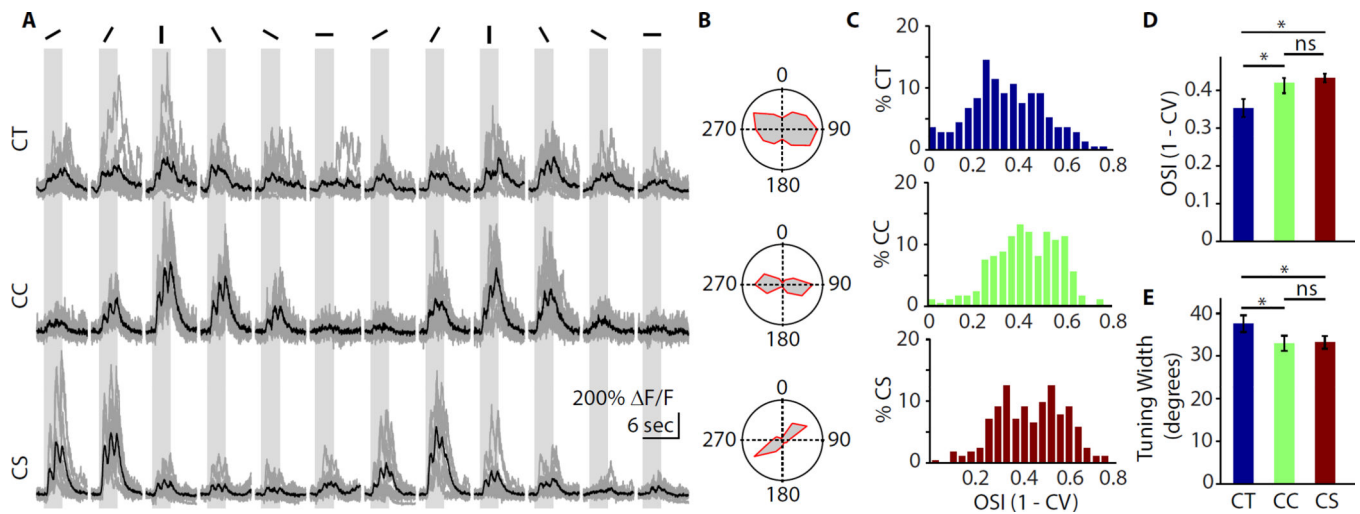 A
CT
CC
CS
200% ΔF/F
6 sec
B
0
270
90
180
0
270
90
180
0
270
90
180
C
20
10
0
% CT
0
0.2
0.4
0.6
0.8
20
10
0
% CC
0
0.2
0.4
0.6
0.8
20
10
0
% CS
0.2
0.4
0.6
0.8
OSI (1 - CV)
D
*
* ns
0.4
0.3
0.4
0
OSI (1 - CV)
E
*
* ns
40
30
20
10
0
Tuning Width
(degrees)
CT CC CS